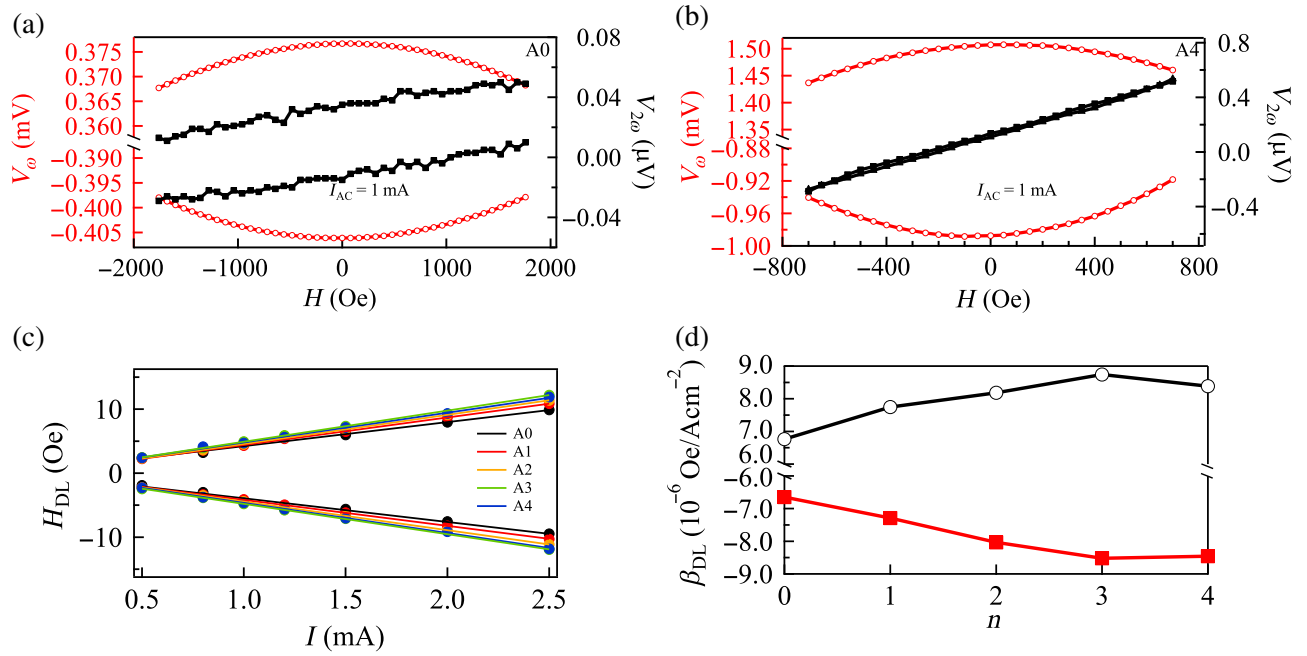 (a)
0.375
0.370
0.365
0.360
−0.390
−0.395
−0.400
−0.405
Vω (mV)
A0
I_AC = 1 mA
0.08
0.04
0.00
−0.04
V2ω (μV)
−2000 −1000 0 1000 2000
H (Oe)
(b)
1.50
1.45
1.40
1.35
−0.88
−0.92
−0.96
−1.00
Vω (mV)
A4
I_AC = 1 mA
0.8
0.4
0.0
−0.4
V2ω (μV)
−800 −400 0 400 800
H (Oe)
(c)
10
0
−10
H_DL (Oe)
A0
A1
A2
A3
A4
0.5 1.0 1.5 2.0 2.5
I (mA)
(d)
9.0
8.0
7.0
6.0
−6.0
−7.0
−8.0
−9.0
β_DL (10⁻⁶ Oe/Acm⁻²)
0 1 2 3 4
n